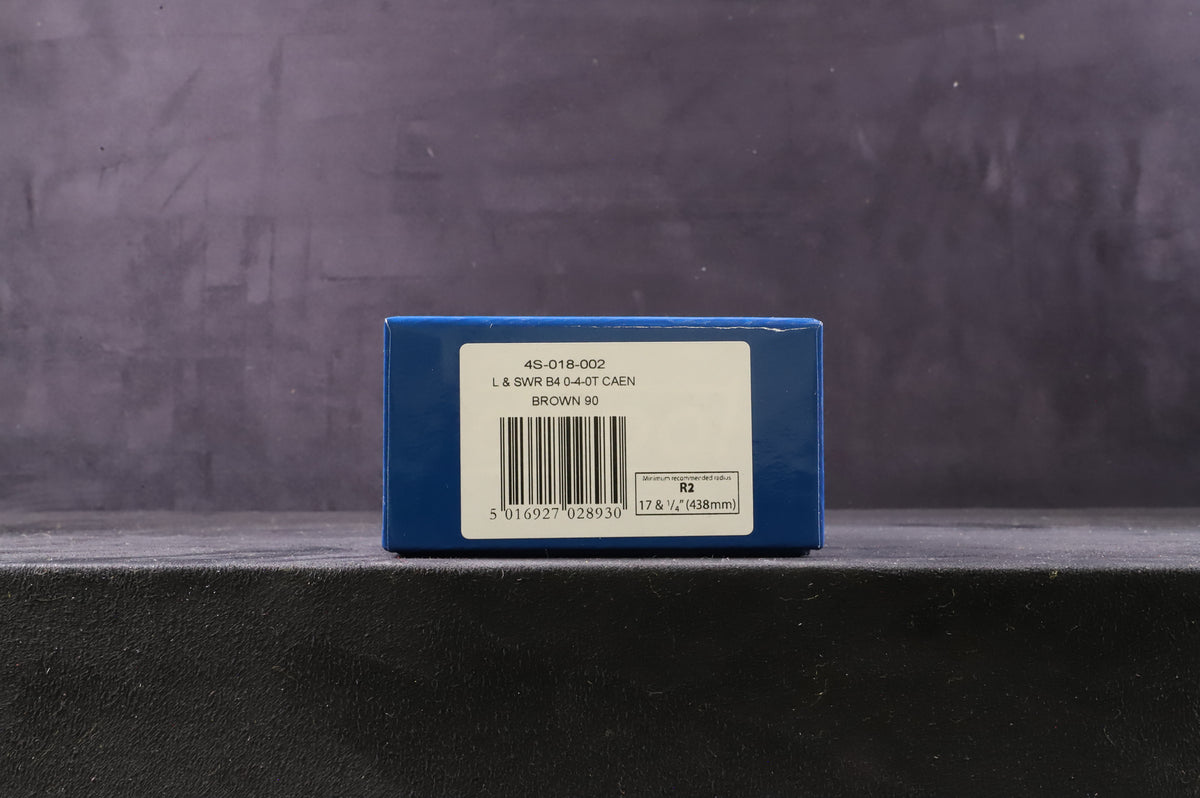 4S-018-002
L & SWR B4 0-4-0T CAEN
BROWN 90
5 016927 028930
Minimum recommended radius
R2
17 & 1/4" (438mm)